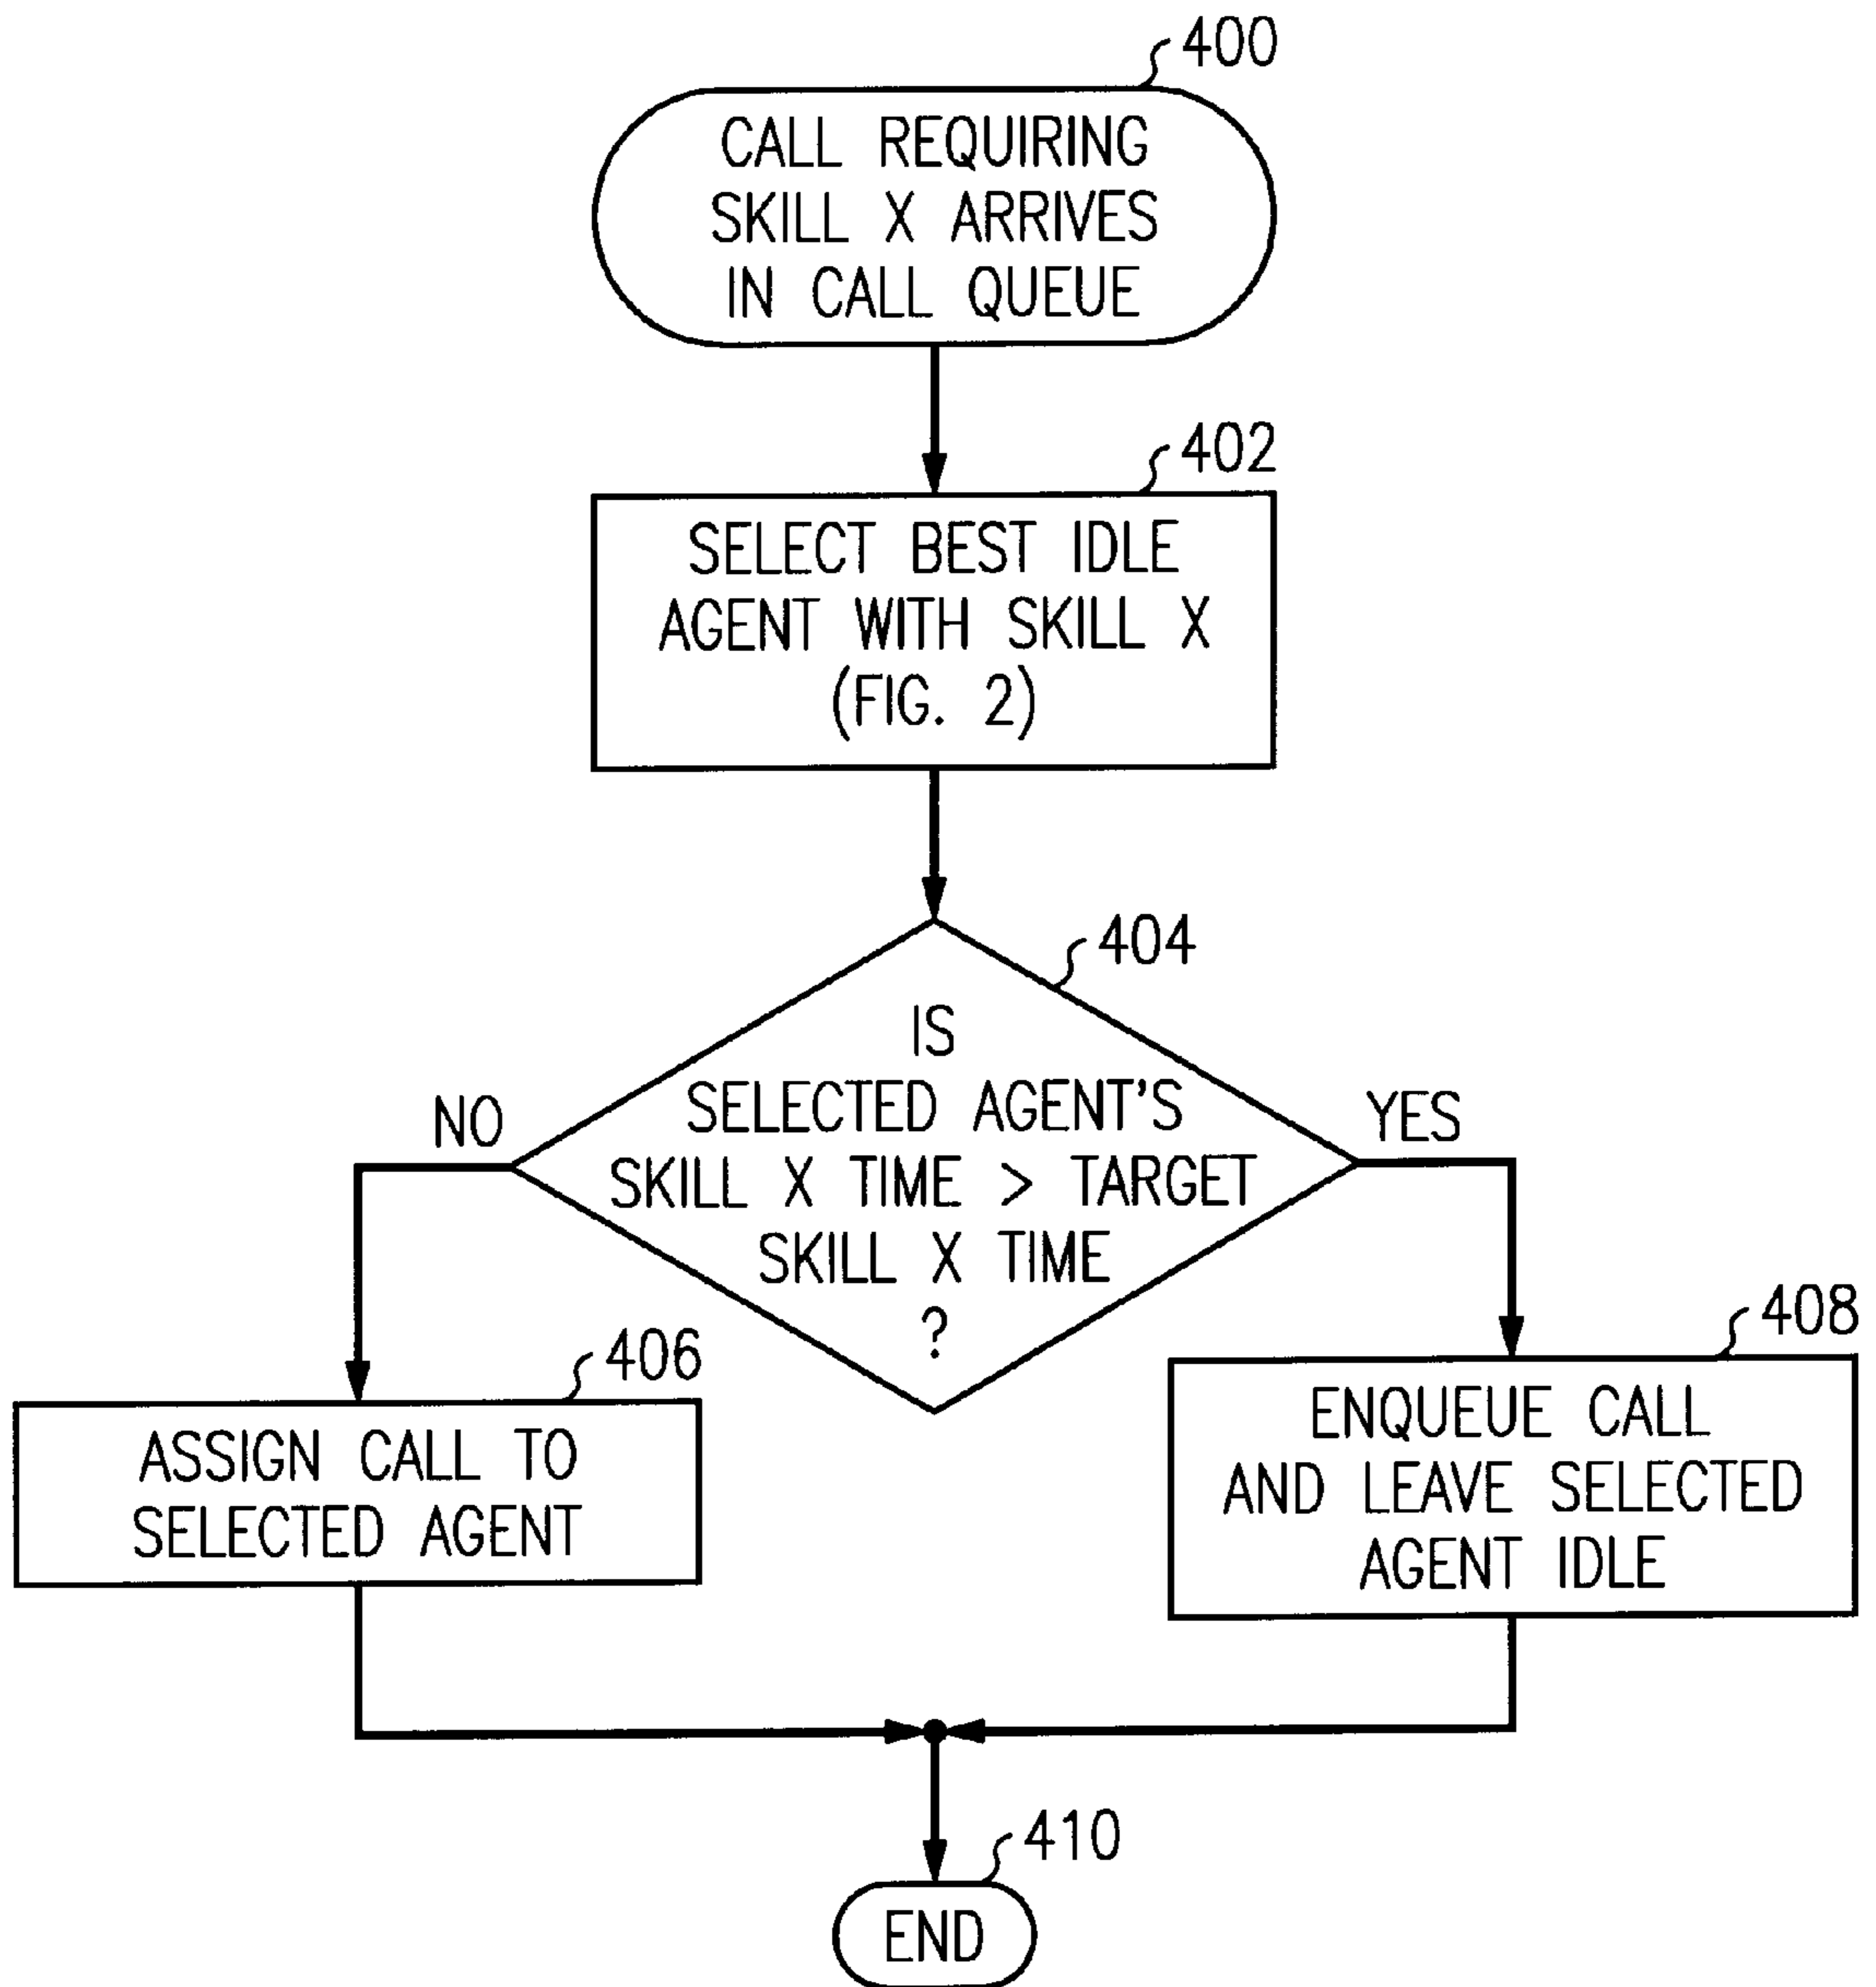 400
CALL REQUIRING
SKILL X ARRIVES
IN CALL QUEUE
402
SELECT BEST IDLE
AGENT WITH SKILL X
(FIG. 2)
404
IS
SELECTED AGENT'S
SKILL X TIME > TARGET
SKILL X TIME
?
NO
YES
406
ASSIGN CALL TO
SELECTED AGENT
408
ENQUEUE CALL
AND LEAVE SELECTED
AGENT IDLE
410
END